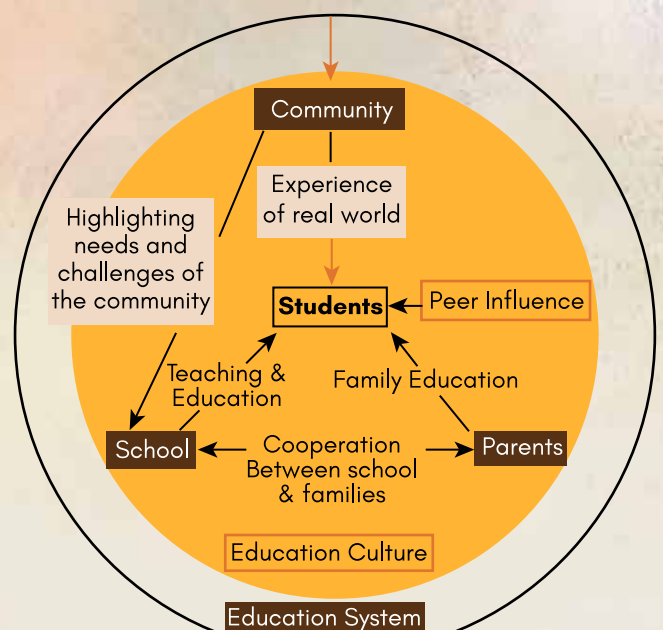 Community
Experience
of real world
Highlighting
needs and
challenges of
the community
Students
Peer Influence
Teaching &
Education
Family Education
School
Cooperation
Between school
& families
Parents
Education Culture
Education System